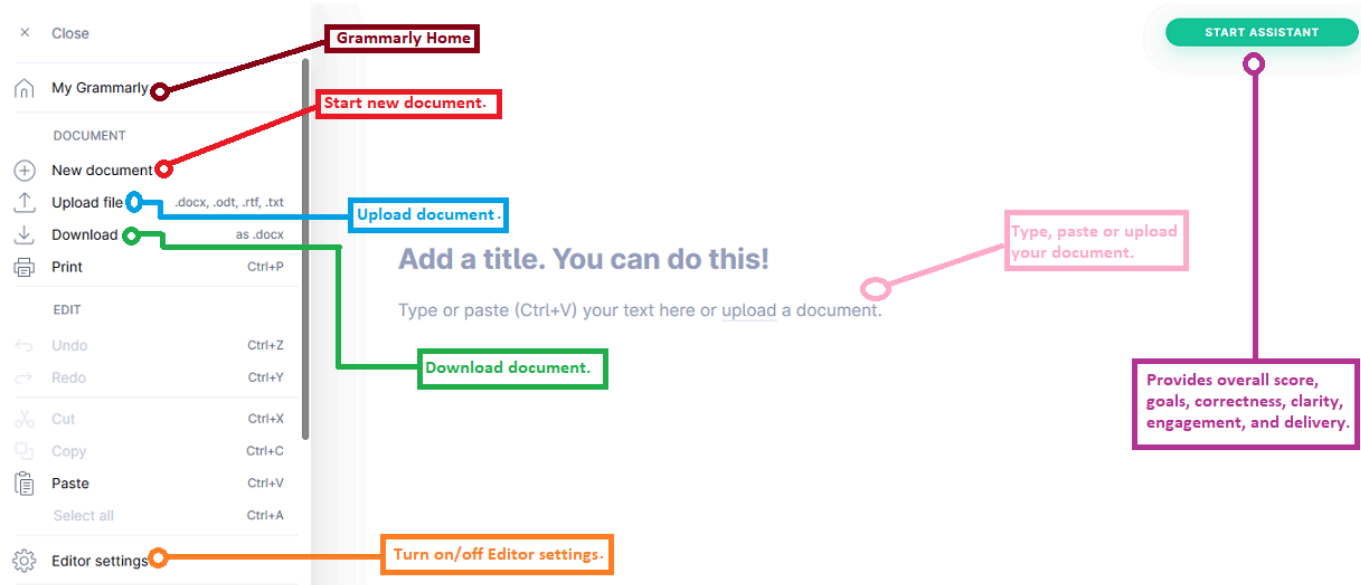 Close
Grammarly Home
START ASSISTANT
My Grammarly
Start new document.
DOCUMENT
New document
Upload file .docx, .odt, .rtf, .txt
Upload document.
Download as .docx
Print Ctrl+P
Type, paste or upload
your document.
Add a title. You can do this!
Type or paste (Ctrl+V) your text here or upload a document.
EDIT
Undo Ctrl+Z
Redo Ctrl+Y
Download document.
Cut Ctrl+X
Copy Ctrl+C
Paste Ctrl+V
Select all Ctrl+A
Provides overall score,
goals, correctness, clarity,
engagement, and delivery.
Editor settings
Turn on/off Editor settings.